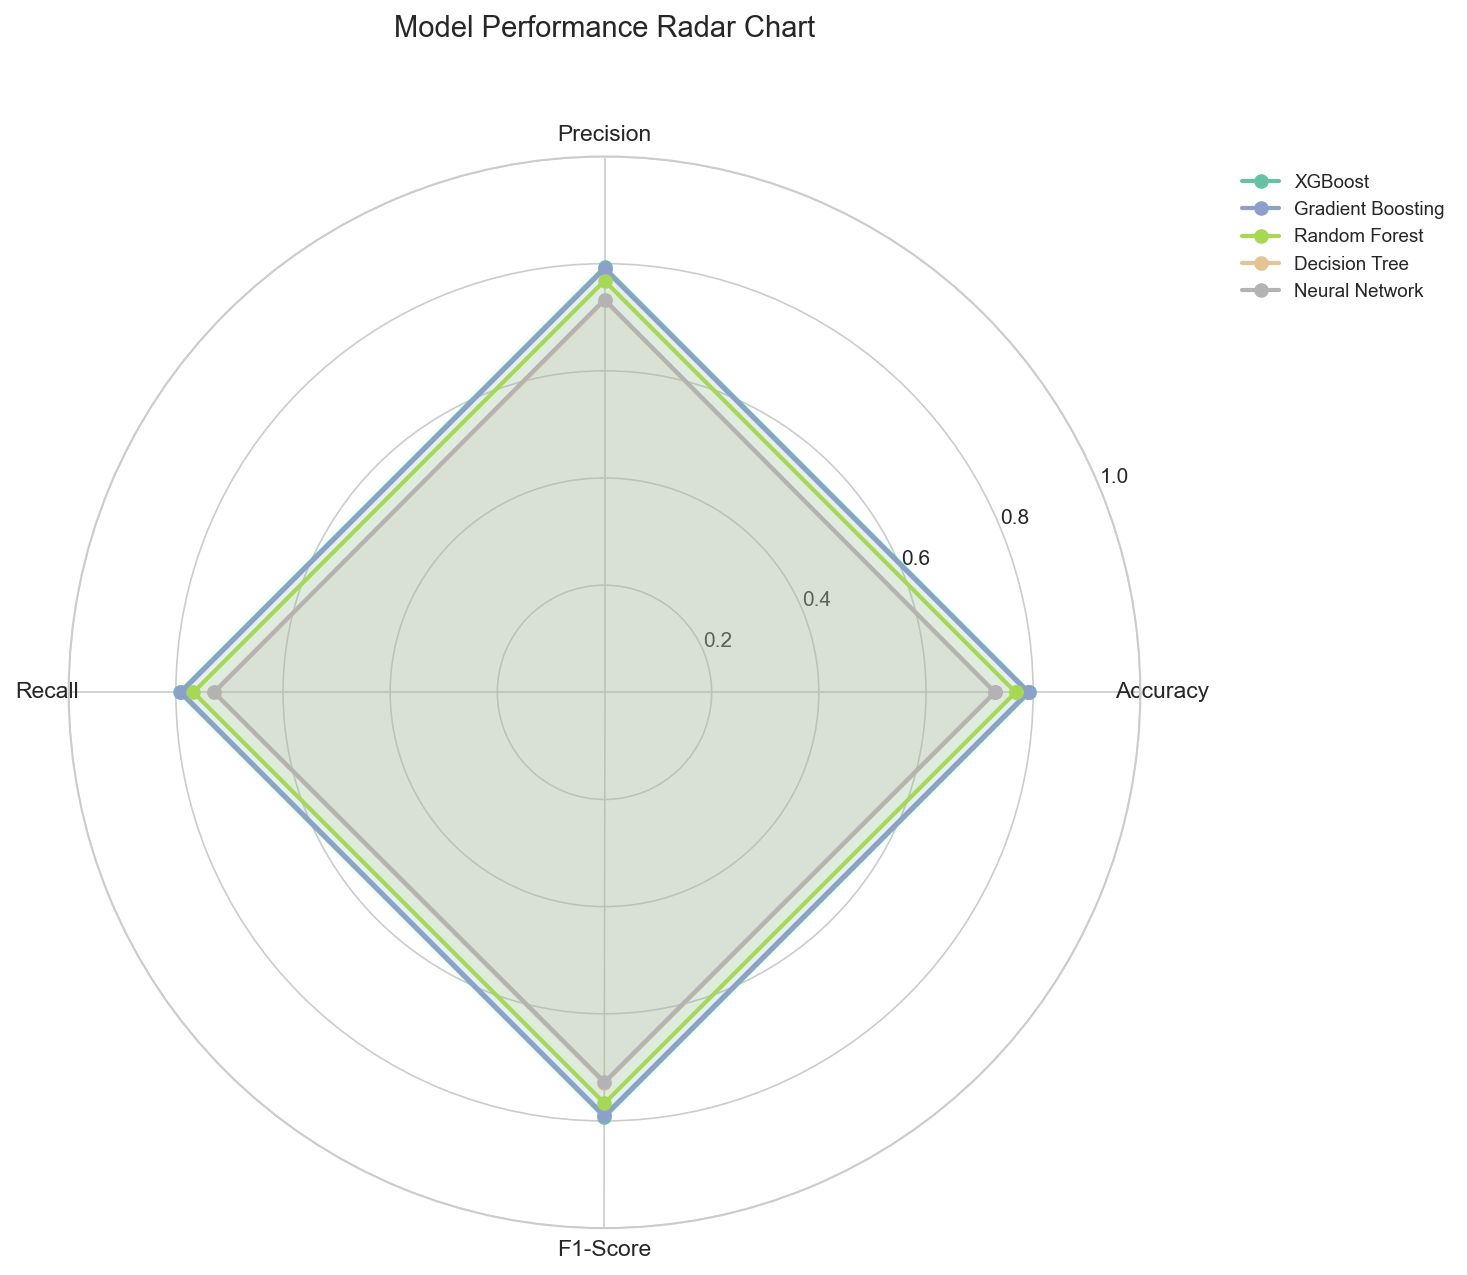 Model Performance Radar Chart
Precision
XGBoost
Gradient Boosting
Random Forest
Decision Tree
Neural Network
1.0
0.8
0.6
0.4
0.2
Recall
Accuracy
F1-Score